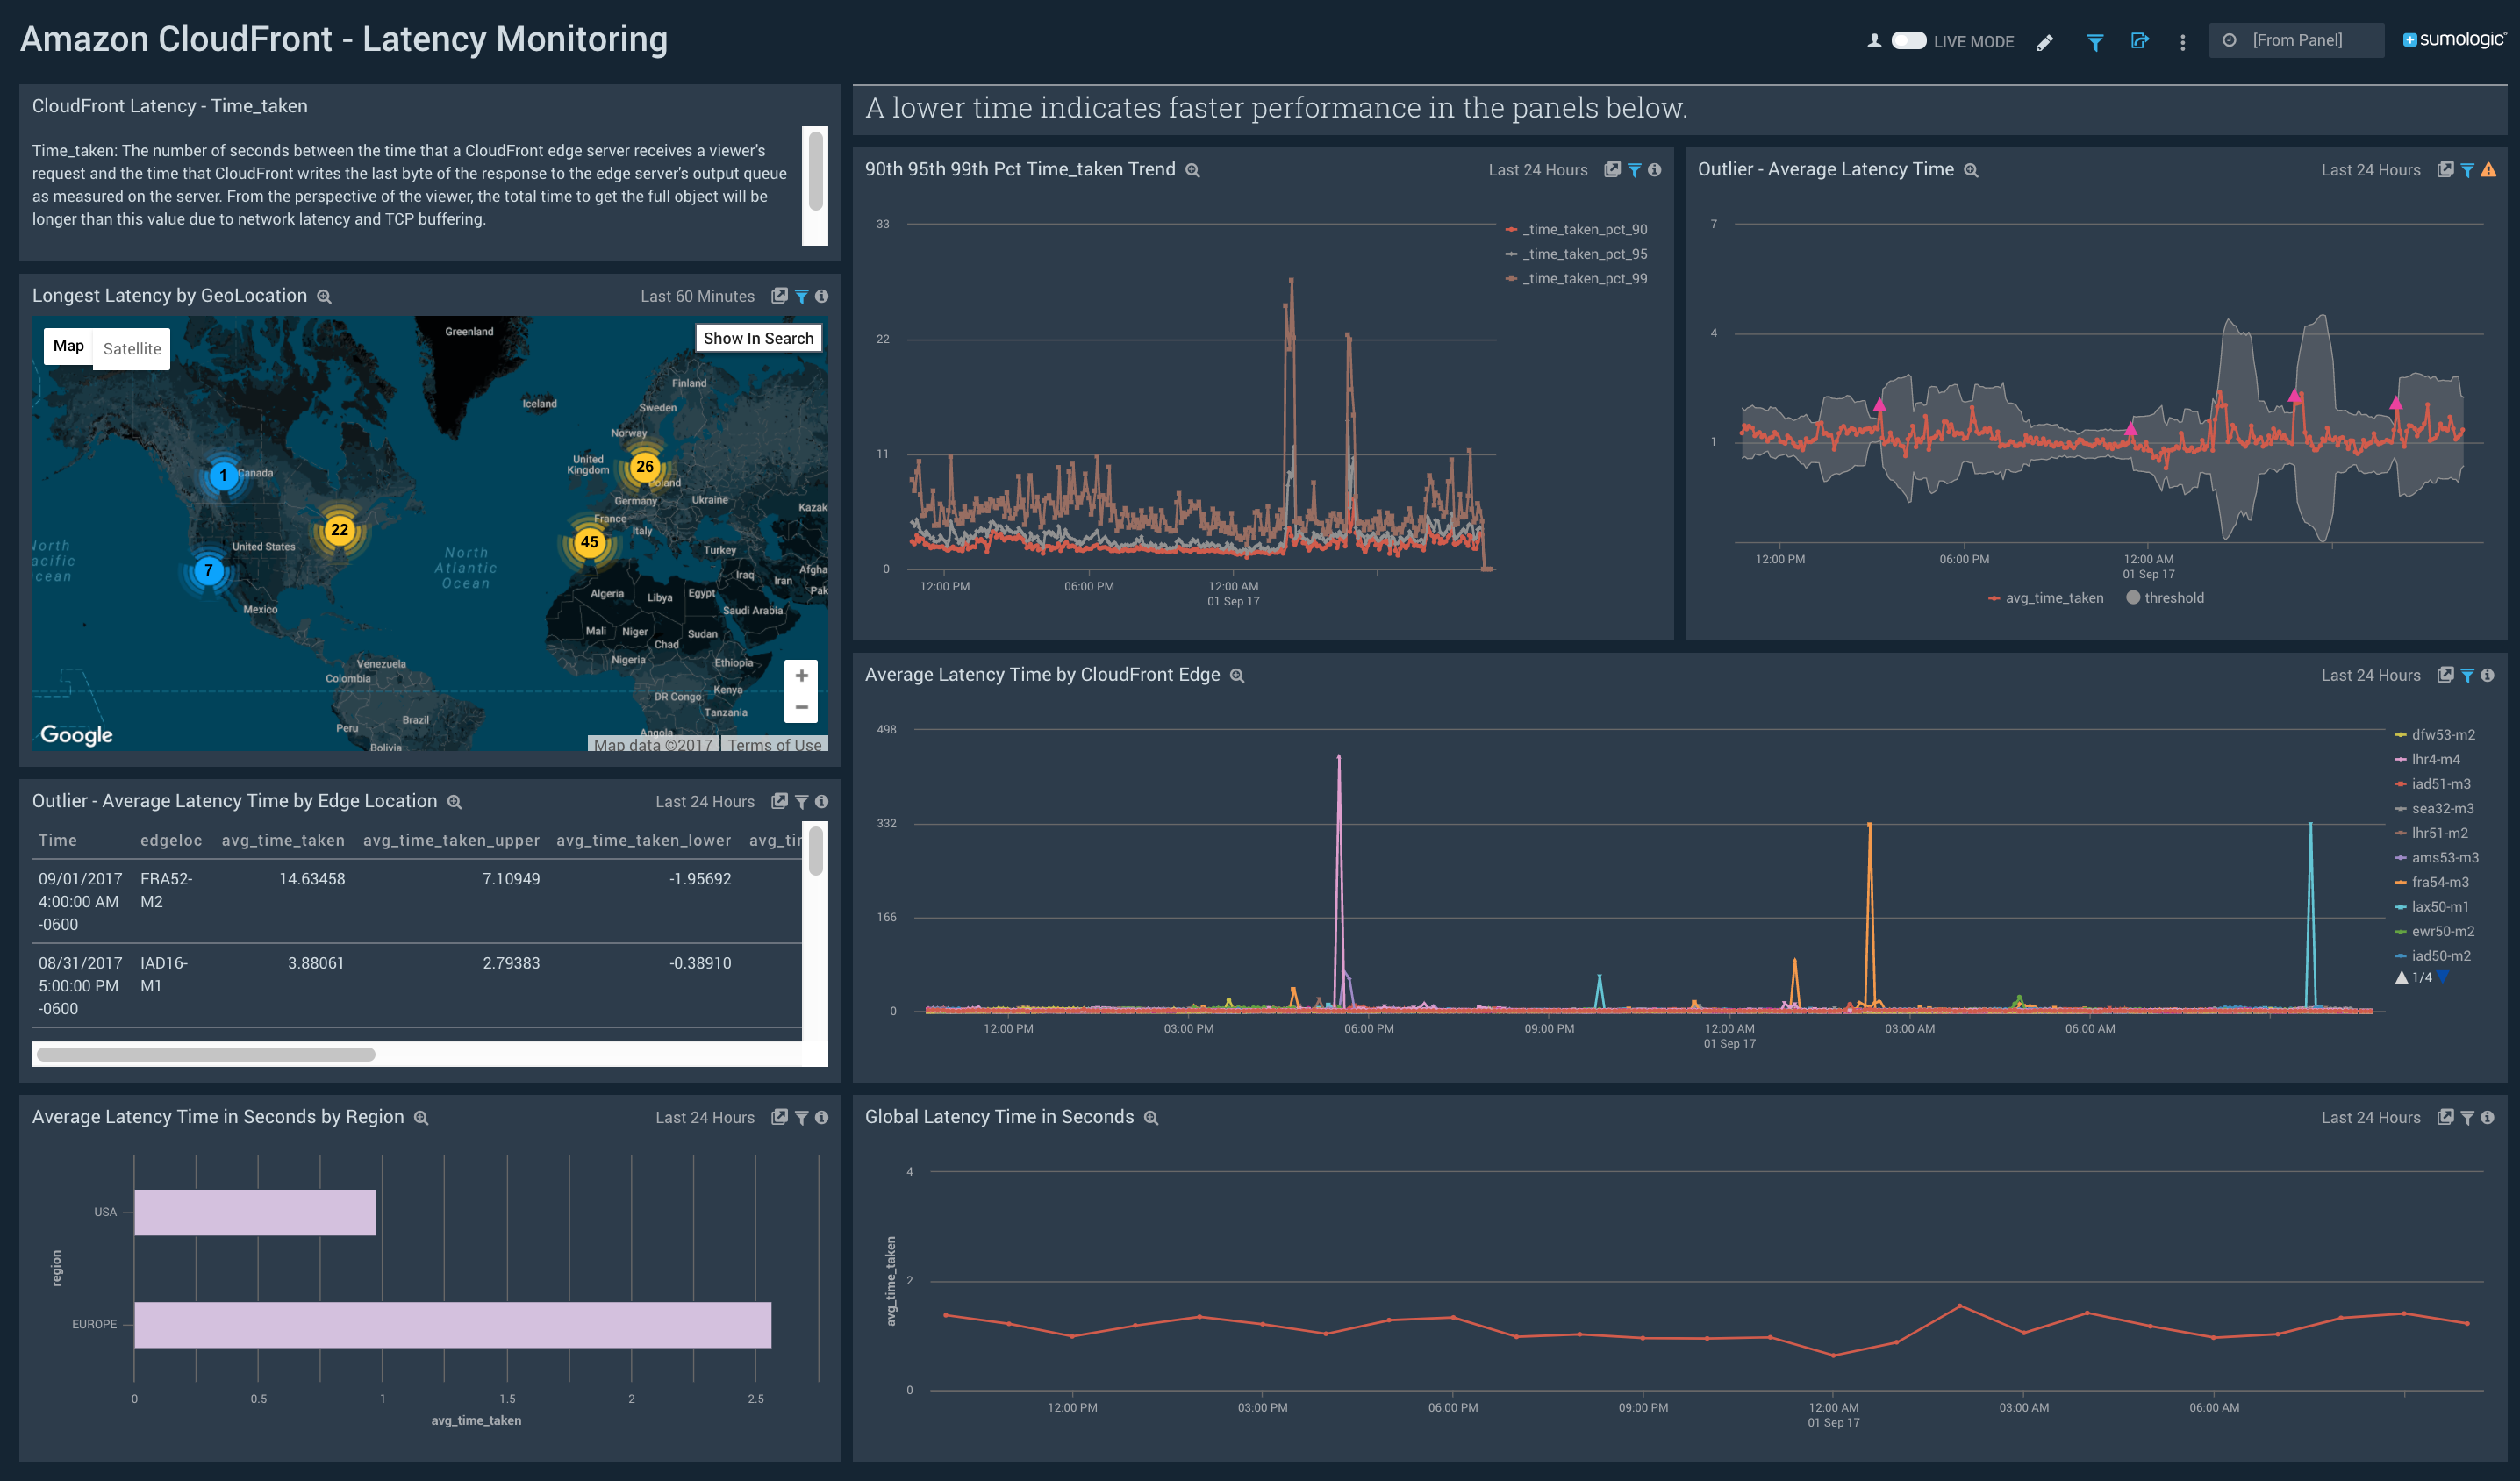 Amazon CloudFront - Latency Monitoring
LIVE MODE
[From Panel]
sumologic
CloudFront Latency - Time_taken
Time_taken: The number of seconds between the time that a CloudFront edge server receives a viewer's
request and the time that CloudFront writes the last byte of the response to the edge server's output queue
as measured on the server. From the perspective of the viewer, the total time to get the full object will be
longer than this value due to network latency and TCP buffering.
A lower time indicates faster performance in the panels below.
Longest Latency by GeoLocation
Last 60 Minutes
Map
Satellite
Show In Search
Greenland
Iceland
Finland
Sweden
Norway
United
Kingdom
26
Poland
Germany
Ukraine
Kazak
France
Italy
45
Turkey
Iraq
Iran
Afgha
Pak
1
Canada
22
United States
7
Mexico
North
Atlantic
Ocean
North
acific
cean
Algeria
Libya
Egypt
Saudi Arabia
Mali
Niger
Chad
Sudan
Nigeria
Ethiopia
Venezuela
Colombia
DR Congo
Kenya
Tanzania
Brazil
Peru
Angola
Bolivia
+
−
Google
Map data ©2017
Terms of Use
90th 95th 99th Pct Time_taken Trend
Last 24 Hours
33
22
11
0
12:00 PM
06:00 PM
12:00 AM
01 Sep 17
_time_taken_pct_90
_time_taken_pct_95
_time_taken_pct_99
Outlier - Average Latency Time
Last 24 Hours
7
4
1
12:00 PM
06:00 PM
12:00 AM
01 Sep 17
avg_time_taken
threshold
Outlier - Average Latency Time by Edge Location
Last 24 Hours
Time edgeloc avg_time_taken avg_time_taken_upper avg_time_taken_lower avg_tir
09/01/2017 FRA52- 14.63458 7.10949 -1.95692
4:00:00 AM M2
-0600
08/31/2017 IAD16- 3.88061 2.79383 -0.38910
5:00:00 PM M1
-0600
Average Latency Time by CloudFront Edge
Last 24 Hours
498
332
166
0
12:00 PM
03:00 PM
06:00 PM
09:00 PM
12:00 AM
01 Sep 17
03:00 AM
06:00 AM
dfw53-m2
lhr4-m4
iad51-m3
sea32-m3
lhr51-m2
ams53-m3
fra54-m3
lax50-m1
ewr50-m2
iad50-m2
1/4
Average Latency Time in Seconds by Region
Last 24 Hours
region
USA
EUROPE
0
0.5
1
1.5
2
2.5
avg_time_taken
Global Latency Time in Seconds
Last 24 Hours
avg_time_taken
4
2
0
12:00 PM
03:00 PM
06:00 PM
09:00 PM
12:00 AM
01 Sep 17
03:00 AM
06:00 AM